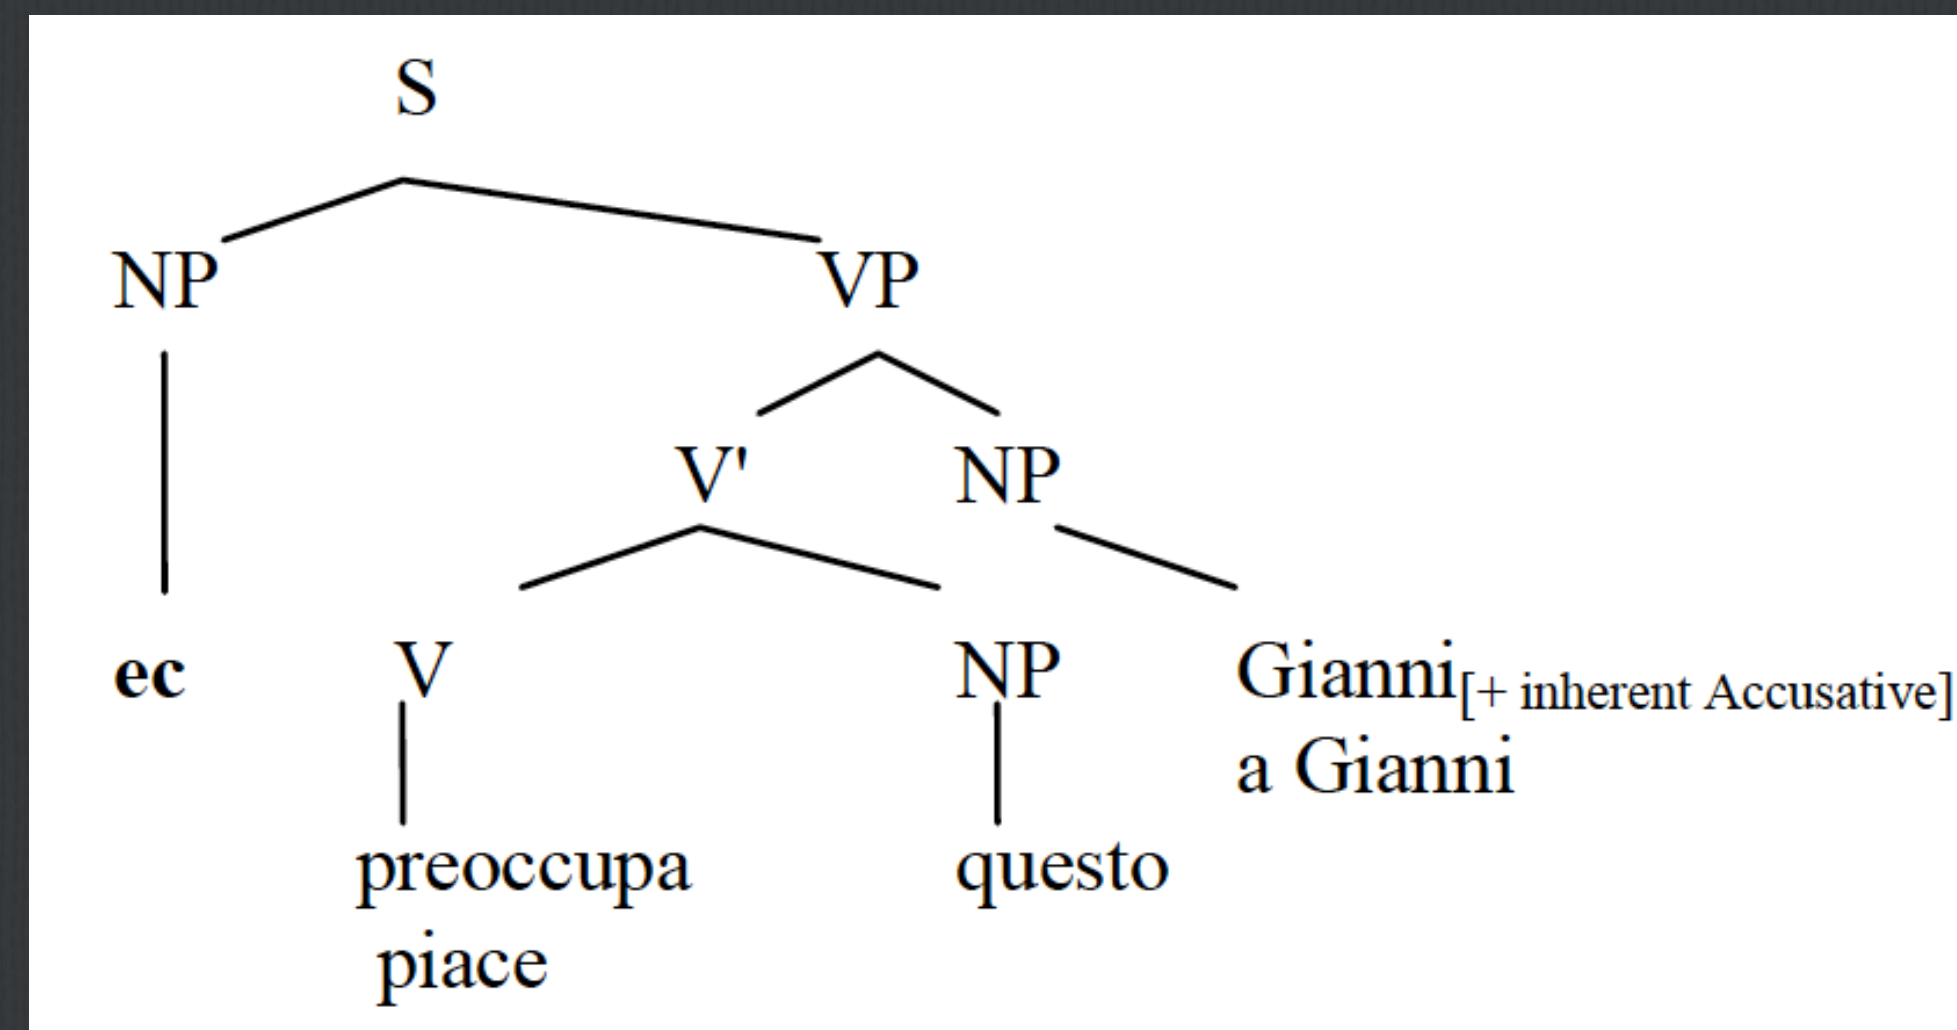 S
NP VP
V' NP
ec V NP Gianni[+ inherent Accusative]
a Gianni
preoccupa questo
piace